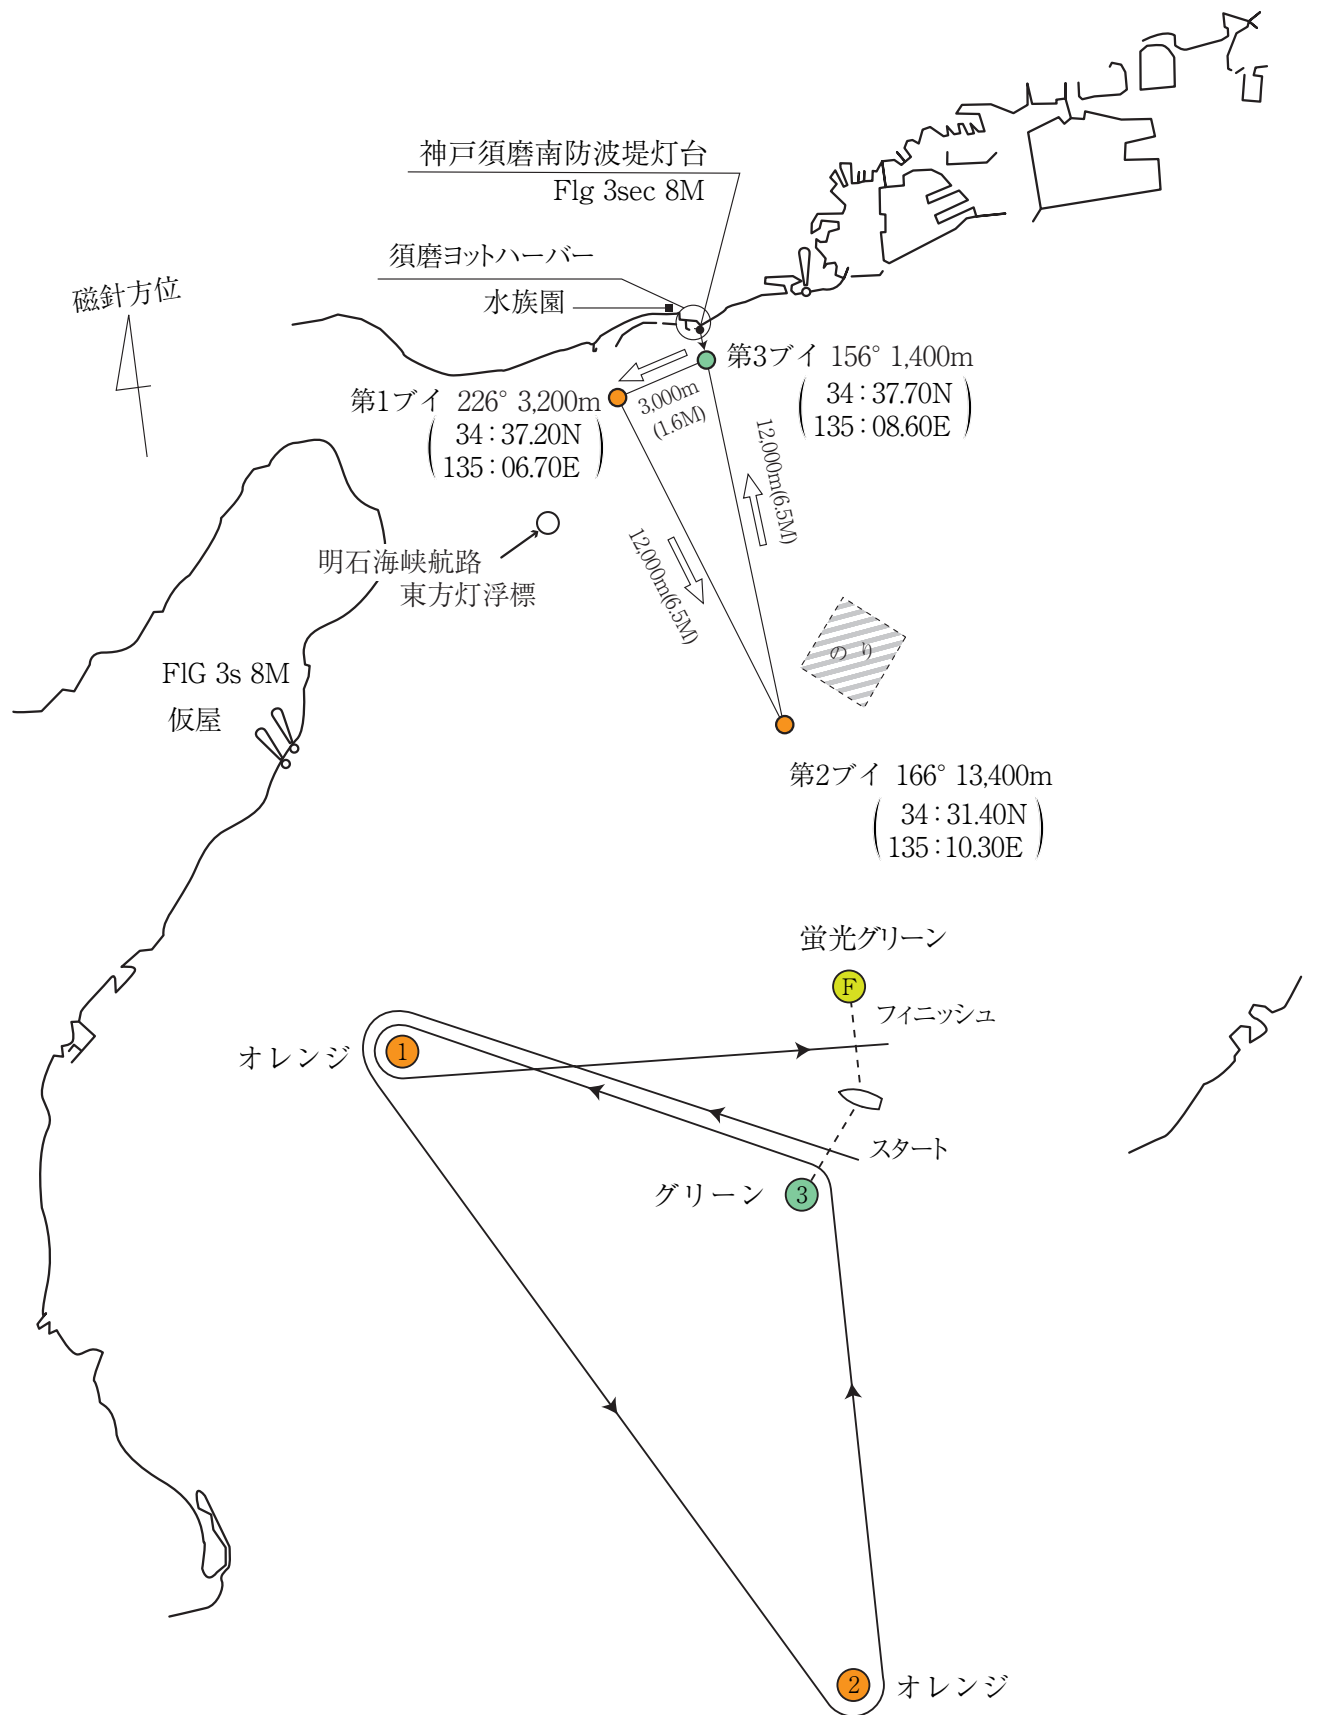 神戸須磨南防波堤灯台
Flg 3sec 8M
須磨ヨットハーバー
水族園
磁針方位
第3ブイ 156° 1,400m
34:37.70N
135:08.60E
第1ブイ 226° 3,200m
34:37.20N
135:06.70E
3,000m
(1.6M)
12,000m(6.5M)
12,000m(6.5M)
明石海峡航路
東方灯浮標
のり
FlG 3s 8M
仮屋
第2ブイ 166° 13,400m
34:31.40N
135:10.30E
蛍光グリーン
F
フィニッシュ
オレンジ
1
スタート
グリーン
3
2
オレンジ